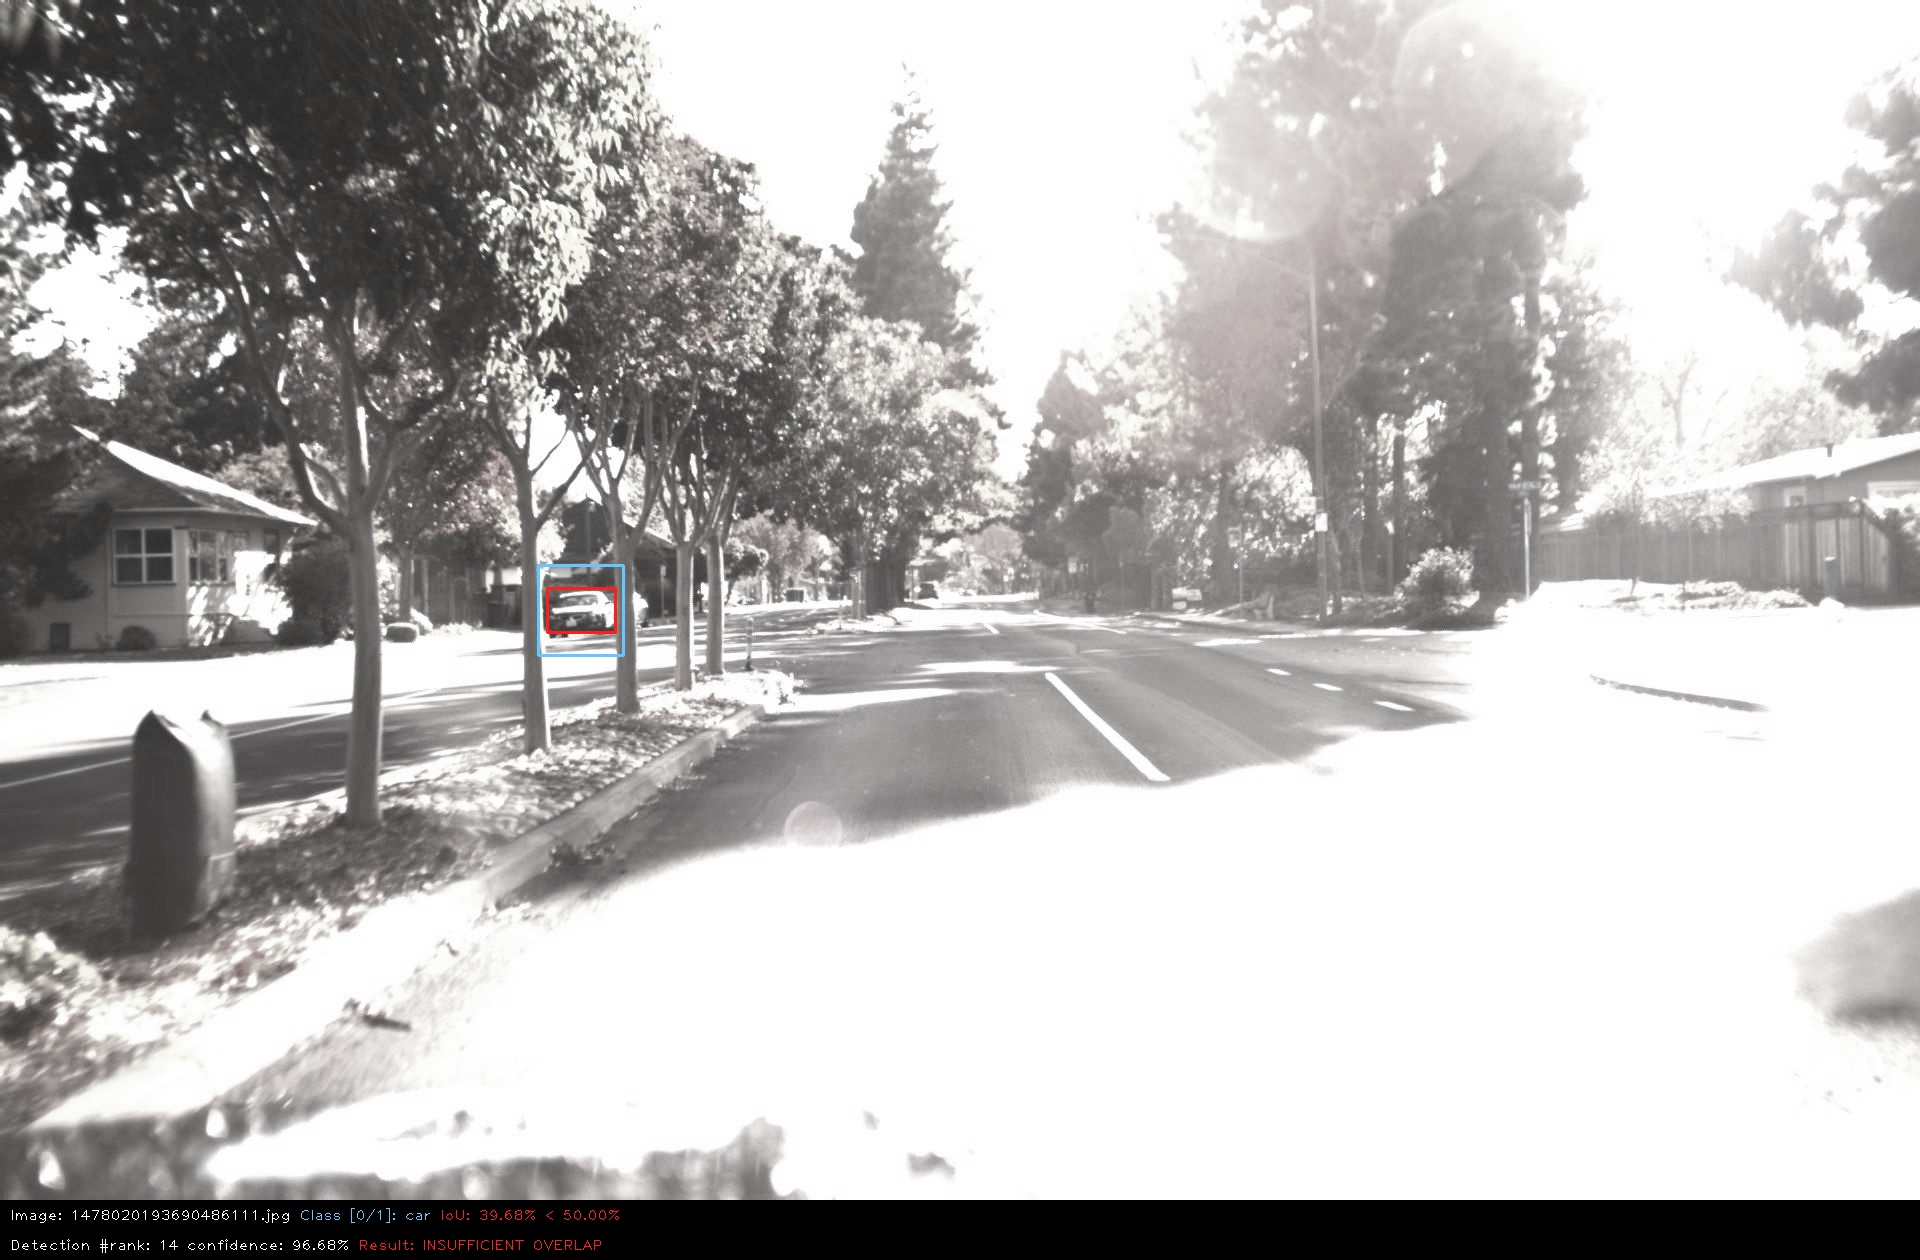 Image: 1478020193690486111.jpg Class [0/1]: car IoU: 39.68% < 50.00%
Detection #rank: 14 confidence: 96.68% Result: INSUFFICIENT OVERLAP